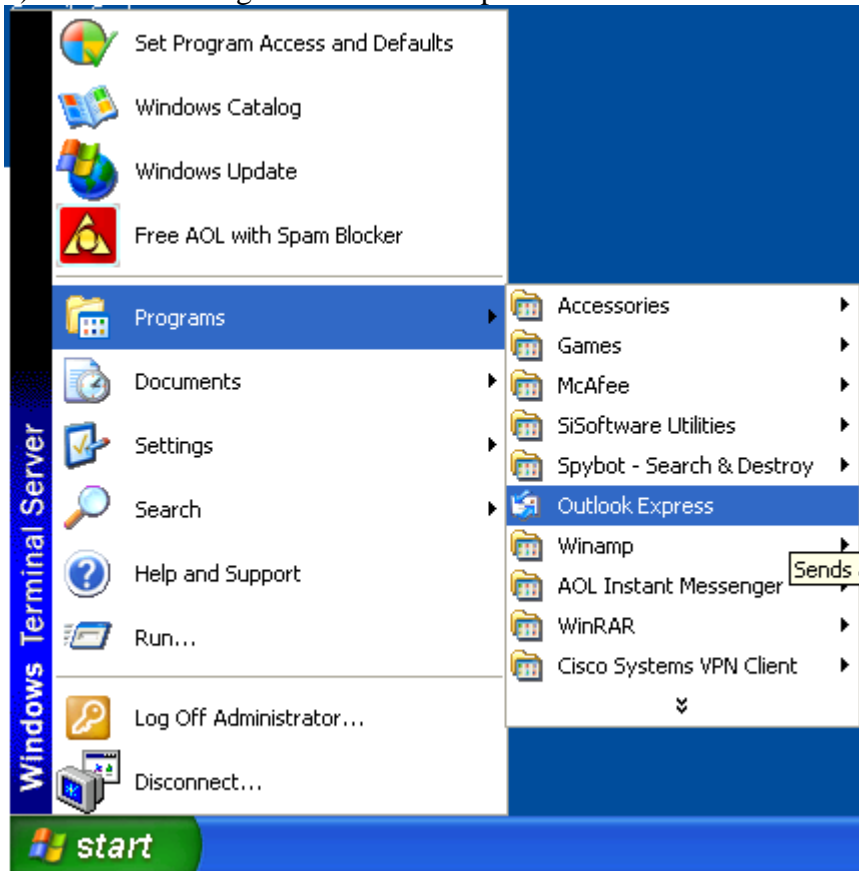 Set Program Access and Defaults
Windows Catalog
Windows Update
Free AOL with Spam Blocker
Programs
Documents
Settings
Search
Help and Support
Run...
Log Off Administrator...
Disconnect...
Windows Terminal Server
start
Accessories
Games
McAfee
SiSoftware Utilities
Spybot - Search & Destroy
Outlook Express
Winamp
Sends
AOL Instant Messenger
WinRAR
Cisco Systems VPN Client